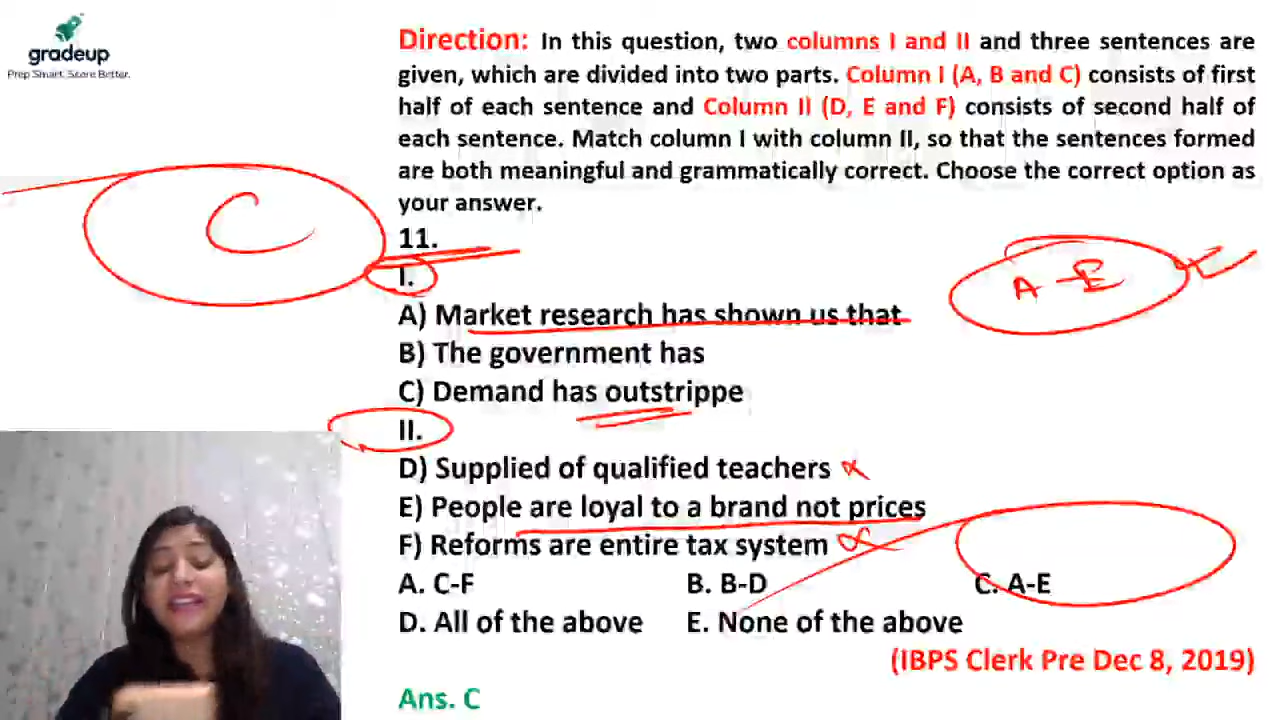 gradeup
Prep Smart. Score Better.
Direction: In this question, two columns I and II and three sentences are
given, which are divided into two parts. Column I (A, B and C) consists of first
half of each sentence and Column II (D, E and F) consists of second half of
each sentence. Match column I with column II, so that the sentences formed
are both meaningful and grammatically correct. Choose the correct option as
your answer.
C
11.
A-E
I.
A) Market research has shown us that
B) The government has
C) Demand has outstrippe
II.
D) Supplied of qualified teachers
E) People are loyal to a brand not prices
F) Reforms are entire tax system
A. C-F B. B-D C. A-E
D. All of the above E. None of the above
(IBPS Clerk Pre Dec 8, 2019)
Ans. C